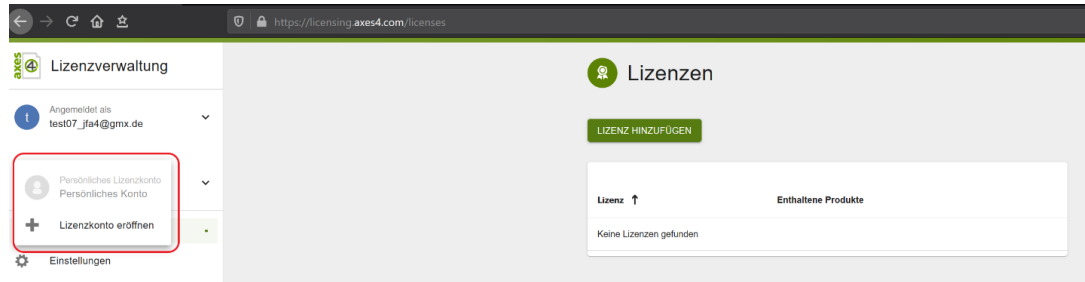 https://licensing.axes4.com/licenses
axes4 Lizenzverwaltung
Angemeldet als
t test07_jfa4@gmx.de
Persönliches Lizenzkonto
Persönliches Konto
Lizenzkonto eröffnen
Einstellungen
Lizenzen
LIZENZ HINZUFÜGEN
Lizenz ↑ Enthaltene Produkte
Keine Lizenzen gefunden